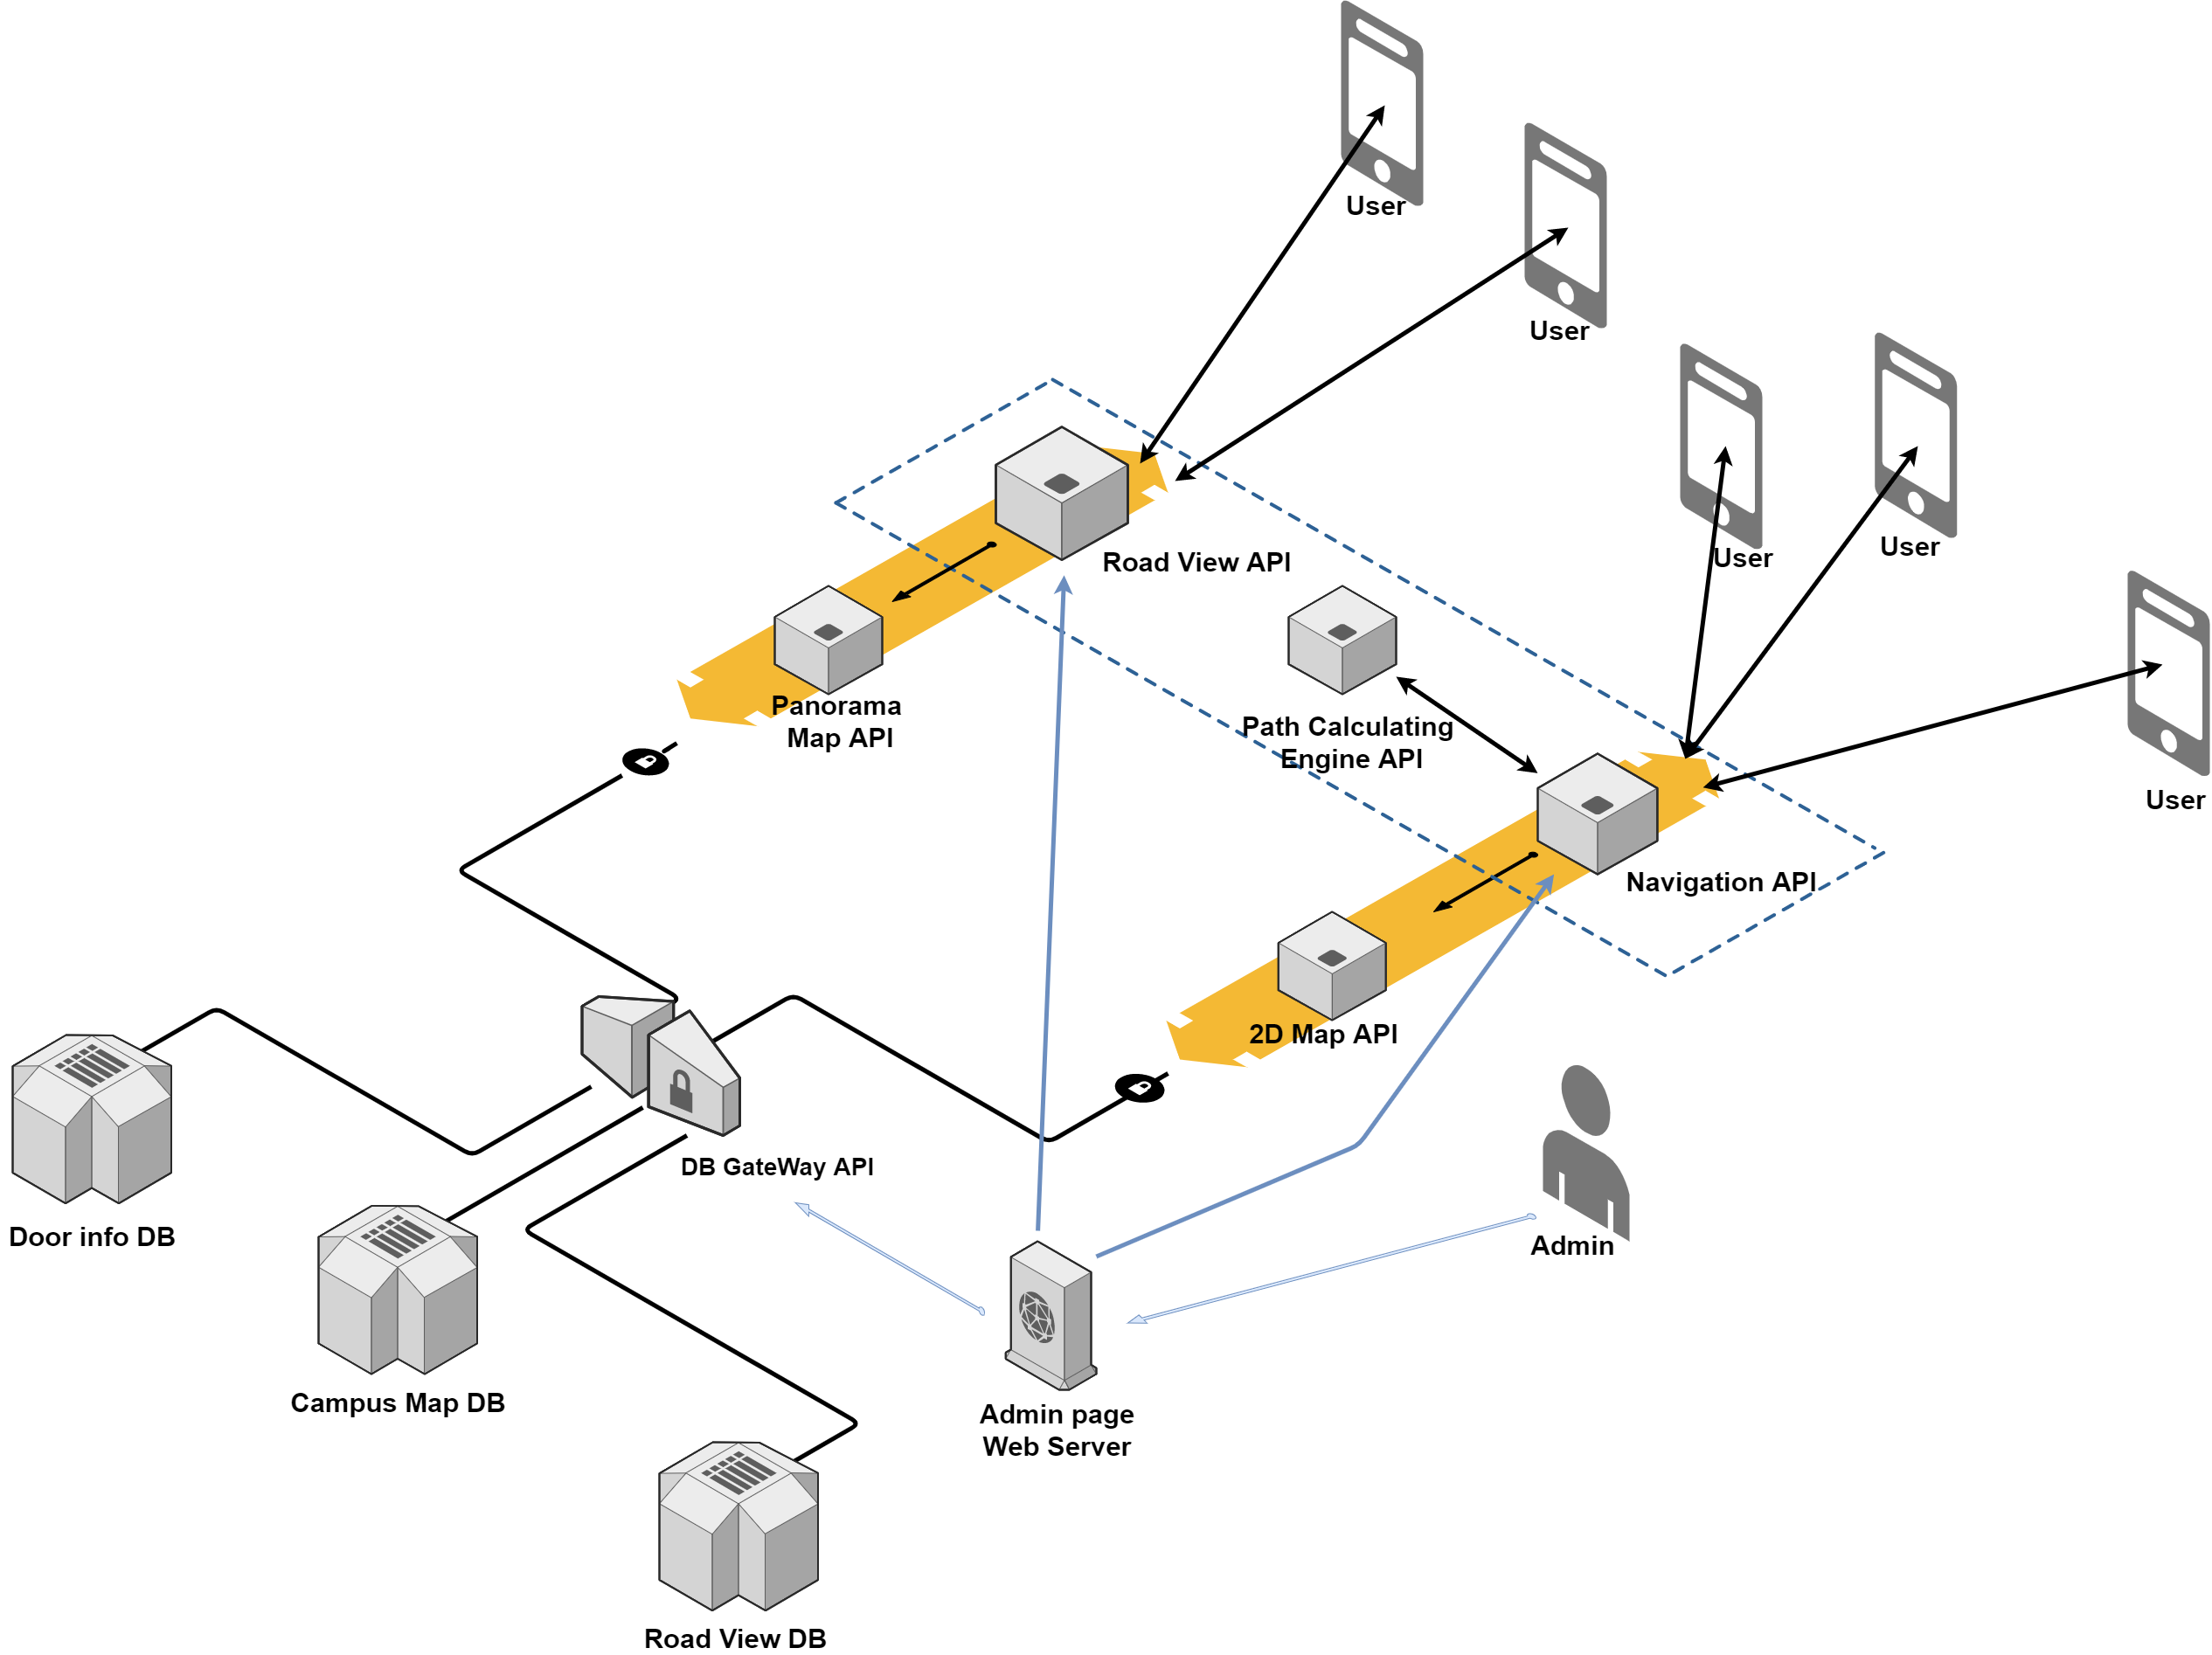 User
User
User
User
Road View API
Panorama
Map API
Path Calculating
Engine API
User
Navigation API
2D Map API
DB GateWay API
Door info DB
Admin
Campus Map DB
Admin page
Web Server
Road View DB